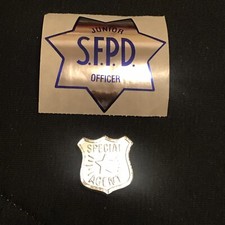 JUNIOR
S.F.P.D.
OFFICER
SPECIAL
AGENT